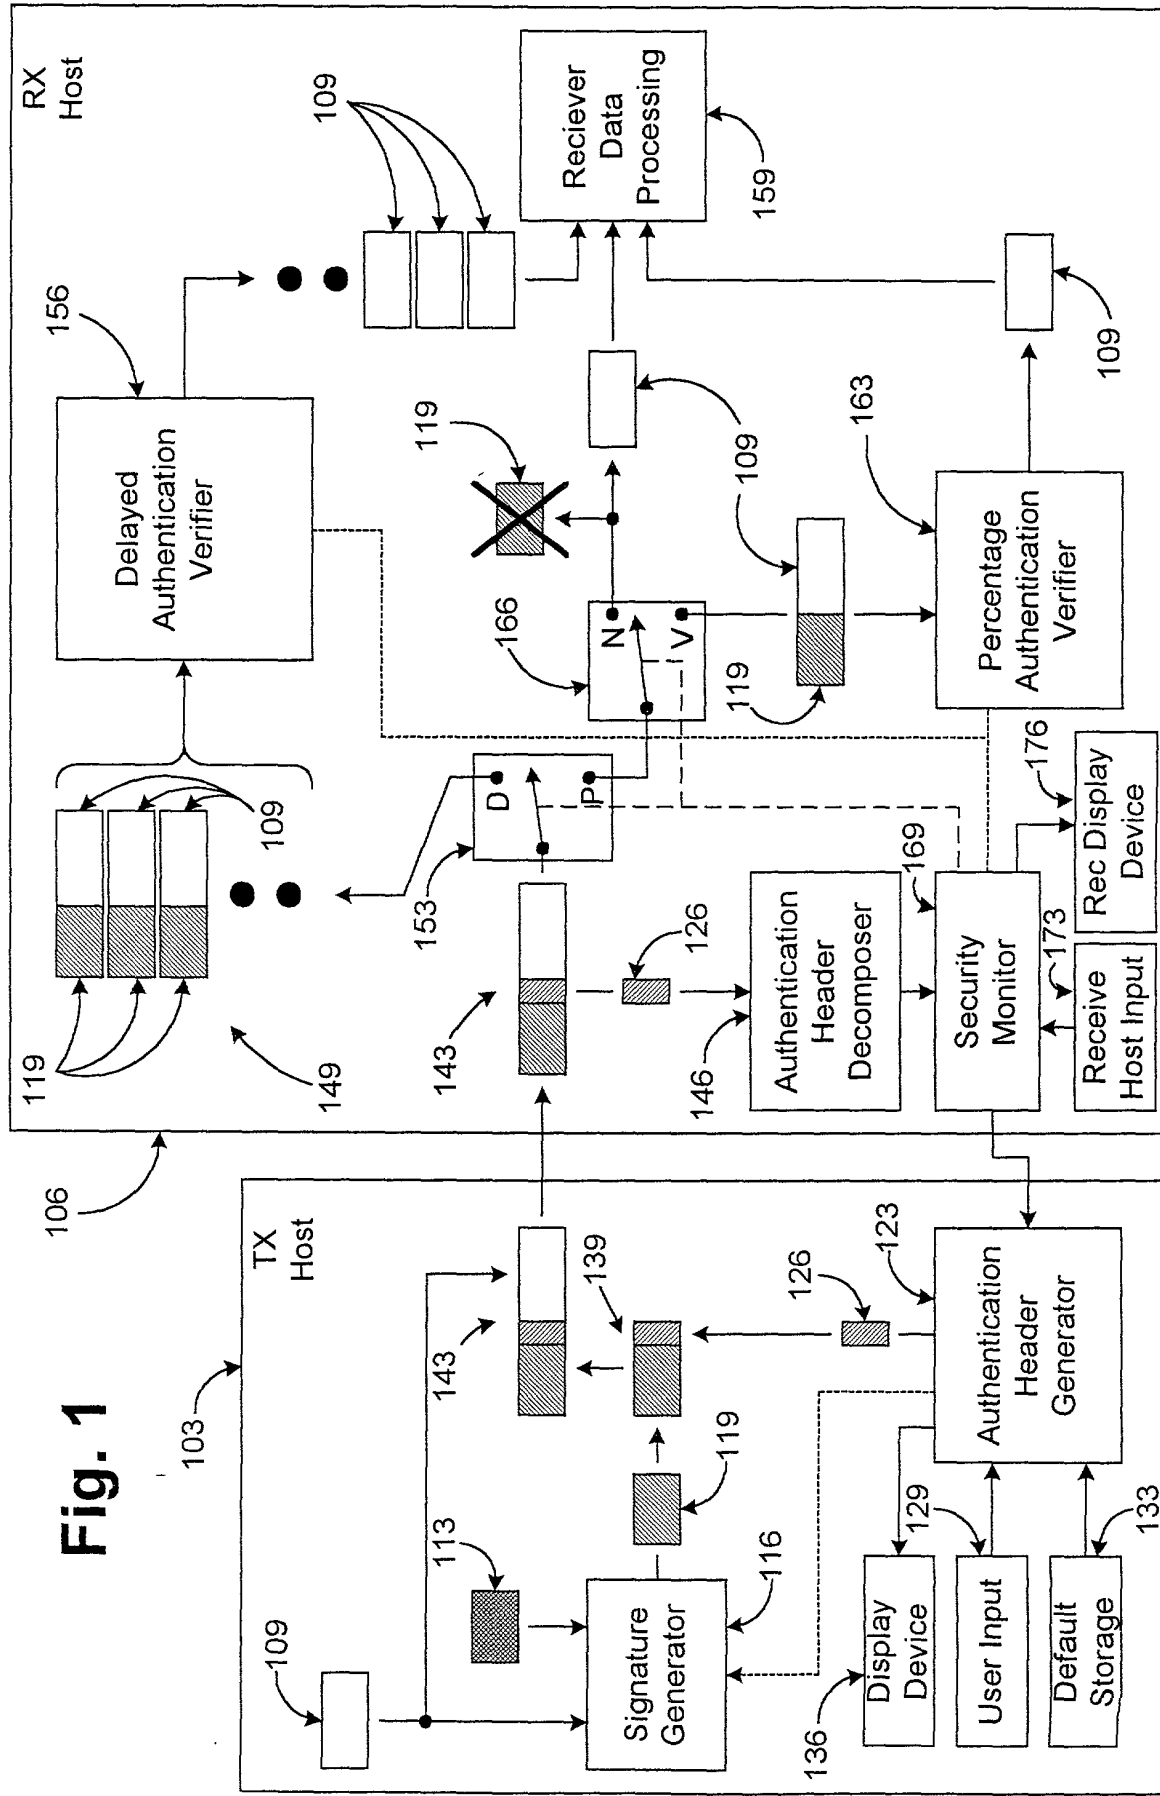 Fig. 1
103
TX
Host
109
113
Signature
Generator
116
119
139
143
126
123
Authentication
Header
Generator
Display
Device
136
User Input
129
Default
Storage
133
106
RX
Host
119
109
149
Delayed
Authentication
Verifier
156
109
143
126
153
D
P
166
N
V
119
109
119
Reciever
Data
Processing
159
146
Authentication
Header
Decomposer
169
Security
Monitor
Receive
Host Input
173
Rec Display
Device
176
Percentage
Authentication
Verifier
163
109